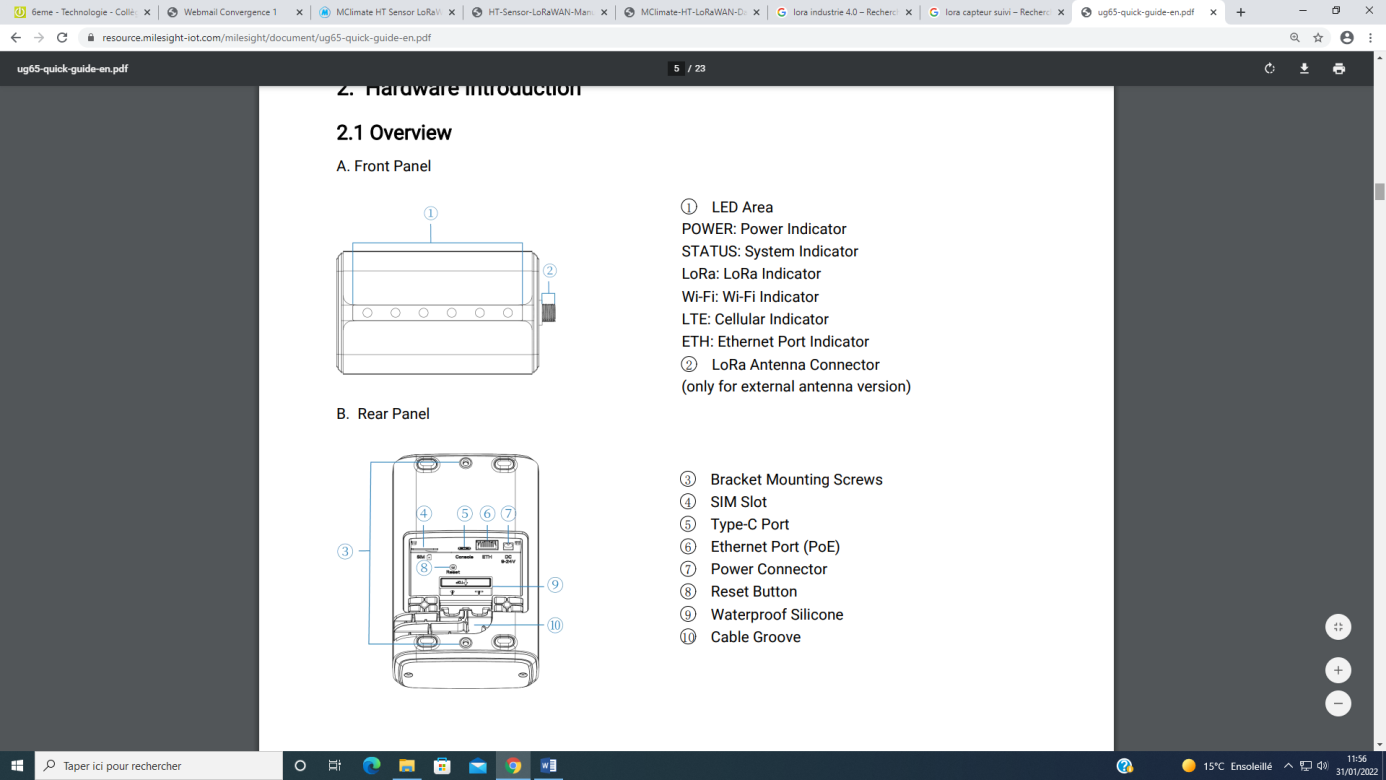 6eme - Technologie - Collè
Webmail Convergence 1
MClimate HT Sensor LoRaW
HT-Sensor-LoRaWAN-Manu
MClimate-HT-LoRaWAN-Da
lora industrie 4.0 – Recherch
lora capteur suivi – Recherc
ug65-quick-guide-en.pdf
resource.milesight-iot.com/milesight/document/ug65-quick-guide-en.pdf
ug65-quick-guide-en.pdf
5 / 23
2. Hardware Introduction
2.1 Overview
A. Front Panel
①
②
① LED Area
POWER: Power Indicator
STATUS: System Indicator
LoRa: LoRa Indicator
Wi-Fi: Wi-Fi Indicator
LTE: Cellular Indicator
ETH: Ethernet Port Indicator
② LoRa Antenna Connector
(only for external antenna version)
B. Rear Panel
④ ⑤ ⑥ ⑦
③
SIM Console ETH DC
9-24V
⑧
Reset
⑨
⑩
③ Bracket Mounting Screws
④ SIM Slot
⑤ Type-C Port
⑥ Ethernet Port (PoE)
⑦ Power Connector
⑧ Reset Button
⑨ Waterproof Silicone
⑩ Cable Groove
Taper ici pour rechercher
15°C Ensoleillé
11:56
31/01/2022